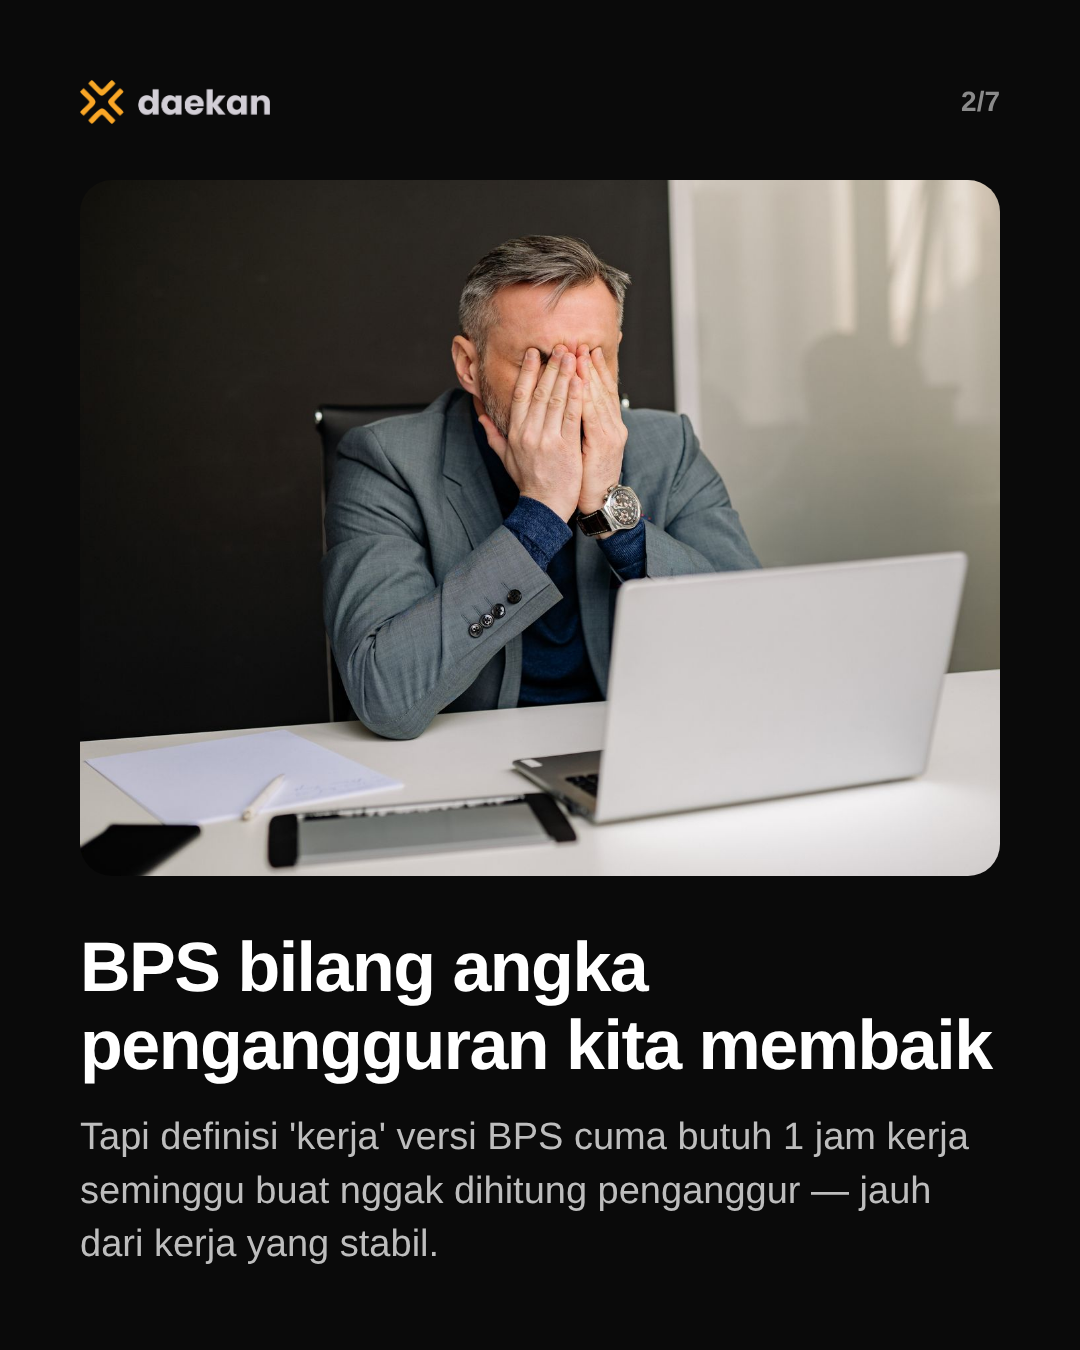 daekan
2/7
BPS bilang angka
pengangguran kita membaik
Tapi definisi 'kerja' versi BPS cuma butuh 1 jam kerja
seminggu buat nggak dihitung penganggur — jauh
dari kerja yang stabil.